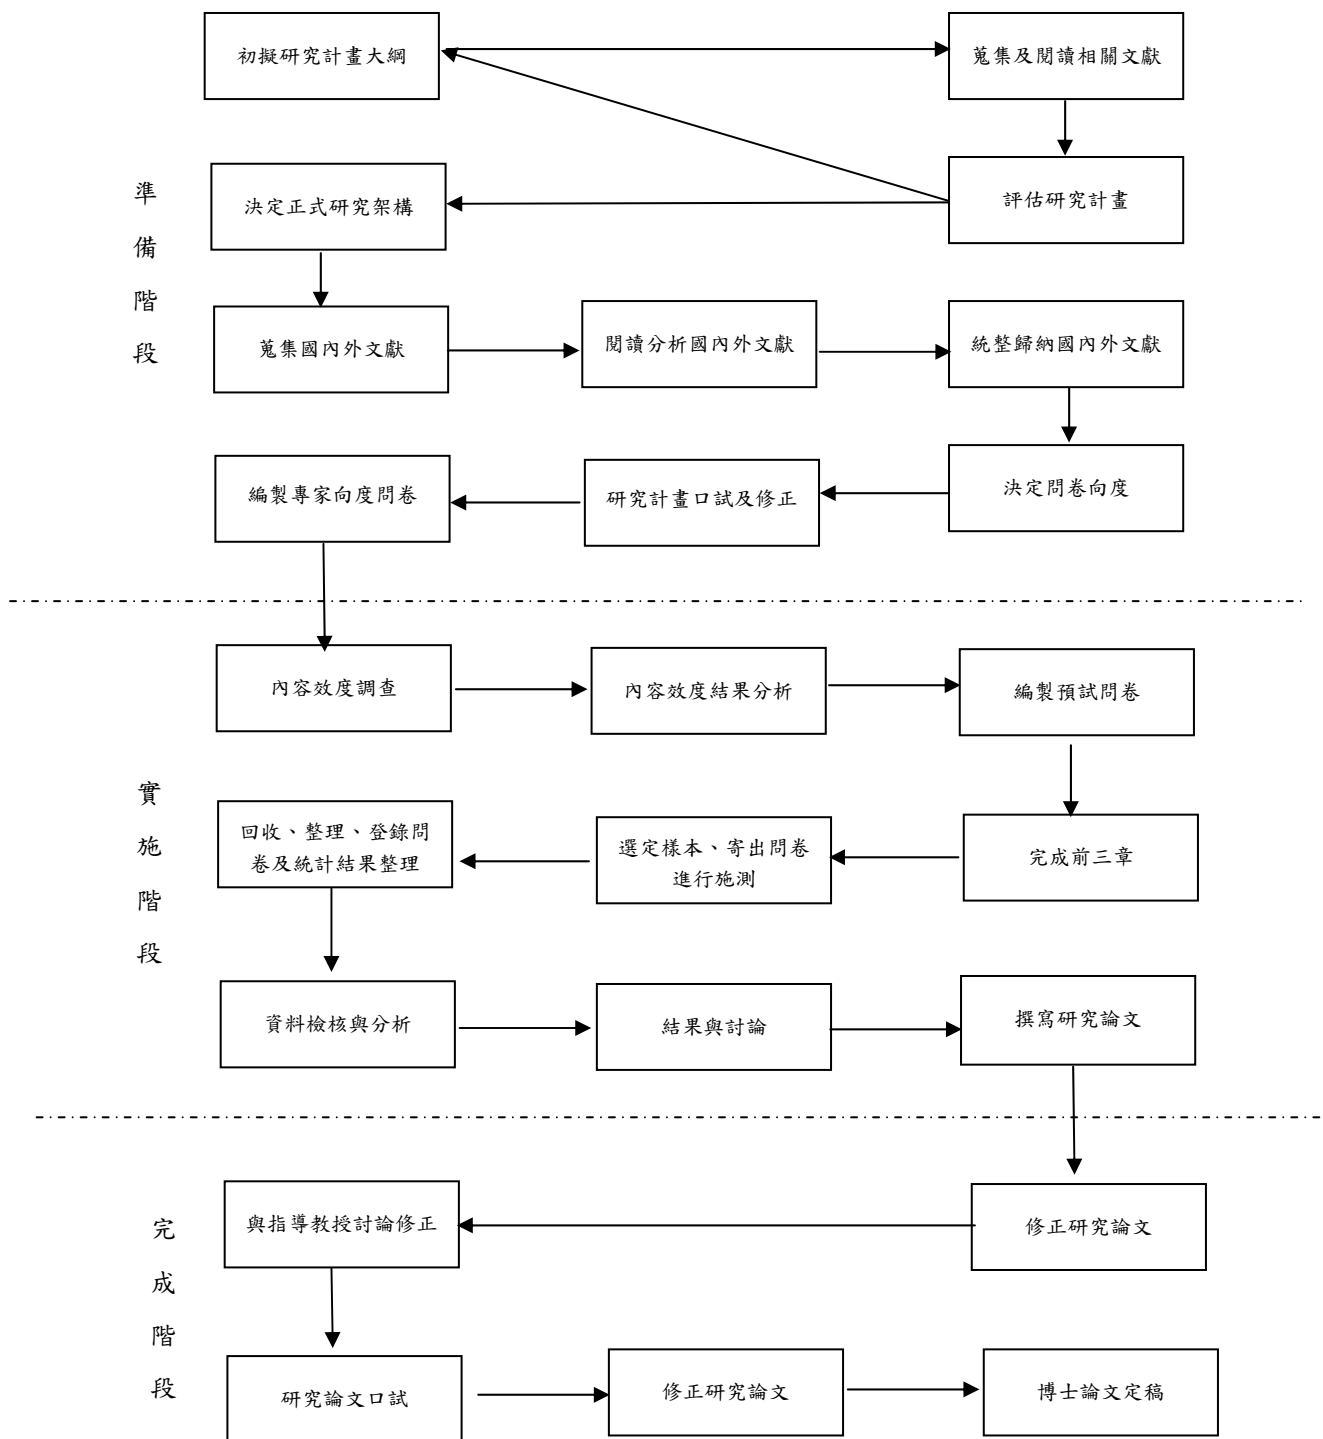 初擬研究計畫大綱
蒐集及閱讀相關文獻
評估研究計畫
決定正式研究架構
準備階段
蒐集國內外文獻
閱讀分析國內外文獻
統整歸納國內外文獻
決定問卷向度
研究計畫口試及修正
編製專家向度問卷
內容效度調查
內容效度結果分析
編製預試問卷
實施階段
完成前三章
選定樣本、寄出問卷
進行施測
回收、整理、登錄問
卷及統計結果整理
資料檢核與分析
結果與討論
撰寫研究論文
修正研究論文
與指導教授討論修正
完成階段
研究論文口試
修正研究論文
博士論文定稿